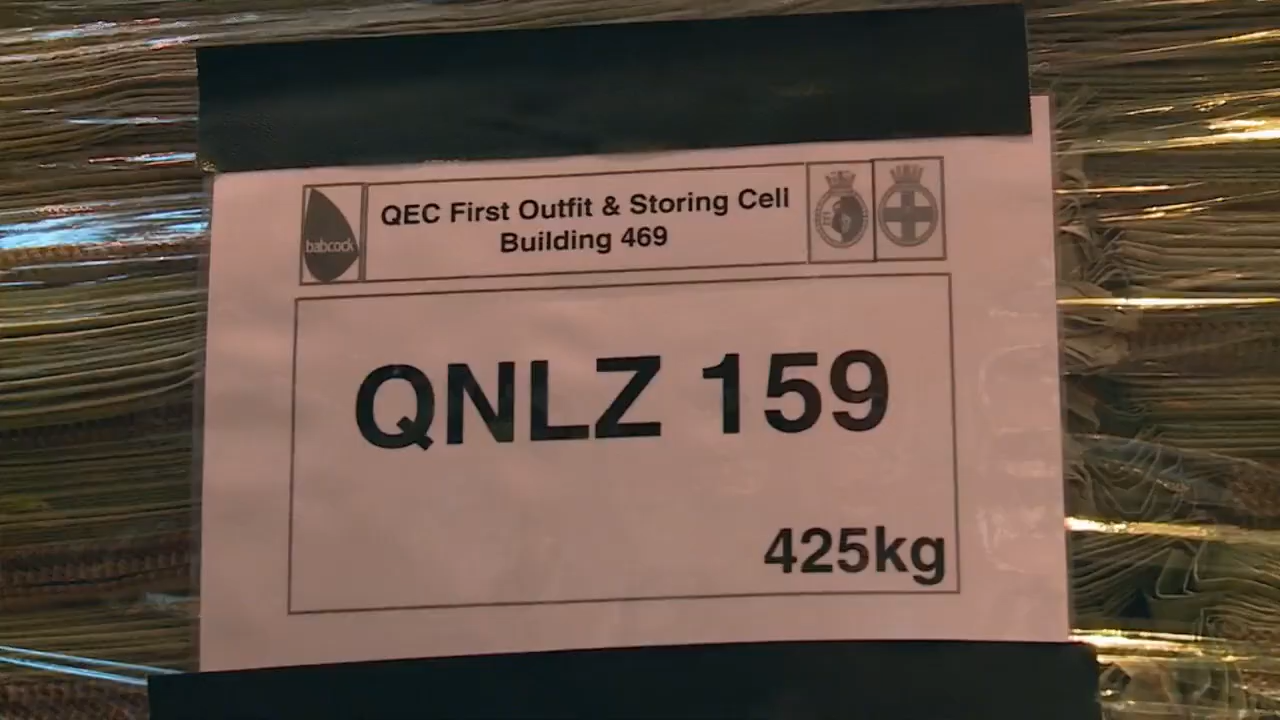 babcock
QEC First Outfit & Storing Cell
Building 469
QNLZ 159
425kg